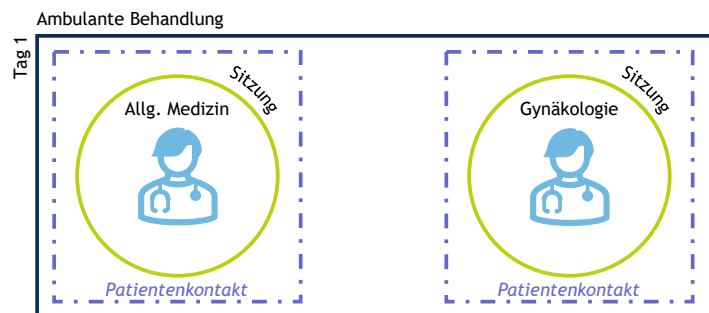 Ambulante Behandlung
Tag 1
Sitzung
Allg. Medizin
Patientenkontakt
Sitzung
Gynäkologie
Patientenkontakt